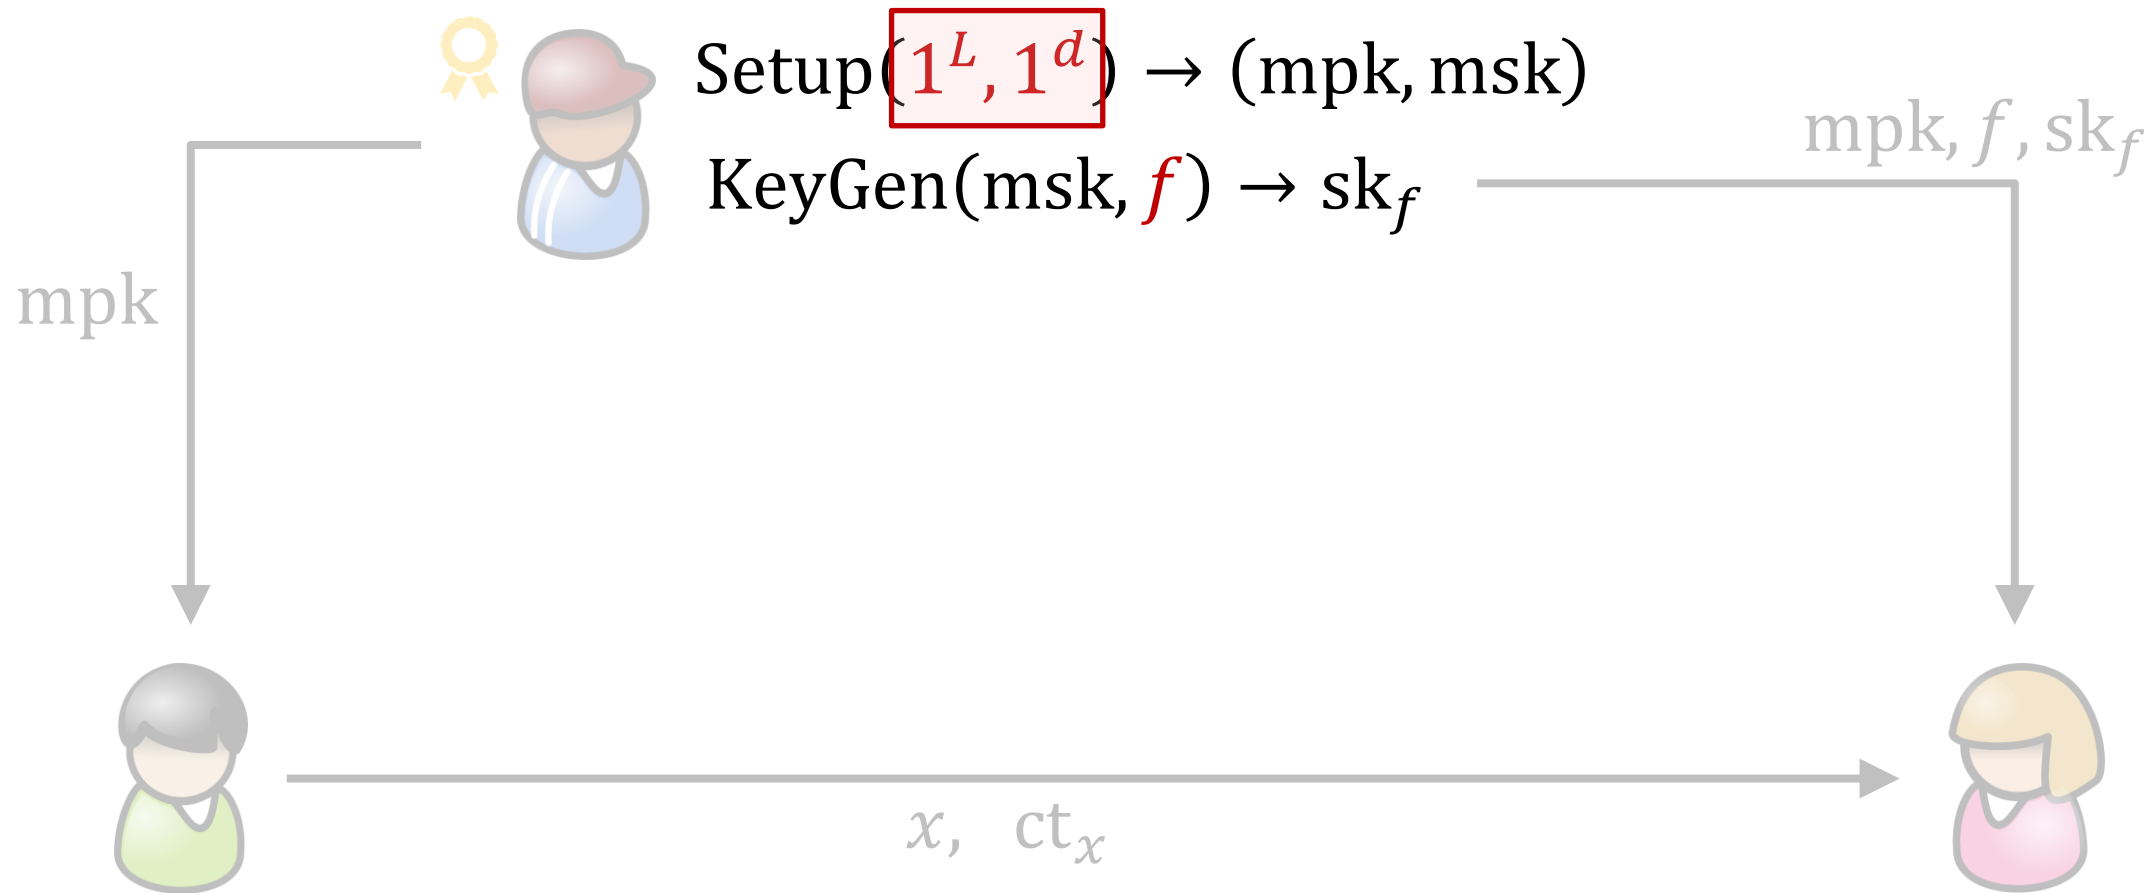 Setup(1^L, 1^d) → (mpk, msk)
KeyGen(msk, f) → sk_f
mpk, f, sk_f
mpk
x, ct_x